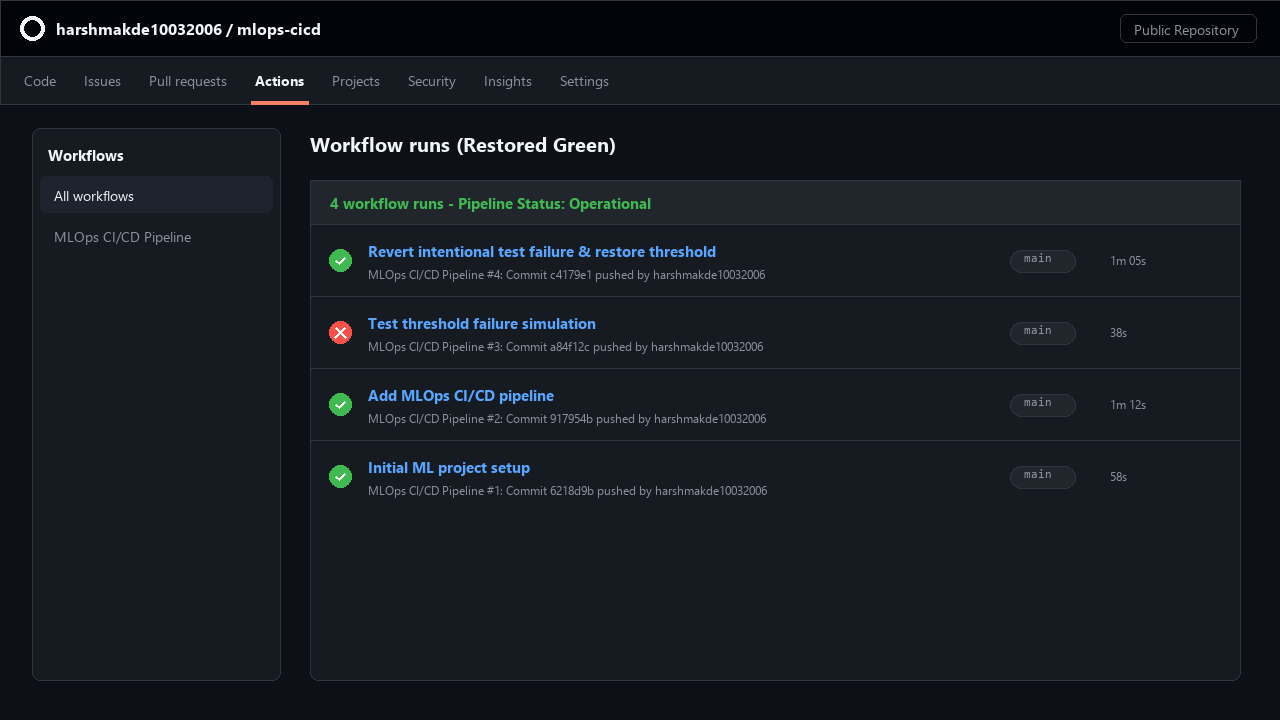 harshmakde10032006 / mlops-cicd
Public Repository
Code Issues Pull requests Actions Projects Security Insights Settings
Workflows
All workflows
MLOps CI/CD Pipeline
Workflow runs (Restored Green)
4 workflow runs - Pipeline Status: Operational
Revert intentional test failure & restore threshold
MLOps CI/CD Pipeline #4: Commit c4179e1 pushed by harshmakde10032006
main
1m 05s
Test threshold failure simulation
MLOps CI/CD Pipeline #3: Commit a84f12c pushed by harshmakde10032006
main
38s
Add MLOps CI/CD pipeline
MLOps CI/CD Pipeline #2: Commit 917954b pushed by harshmakde10032006
main
1m 12s
Initial ML project setup
MLOps CI/CD Pipeline #1: Commit 6218d9b pushed by harshmakde10032006
main
58s